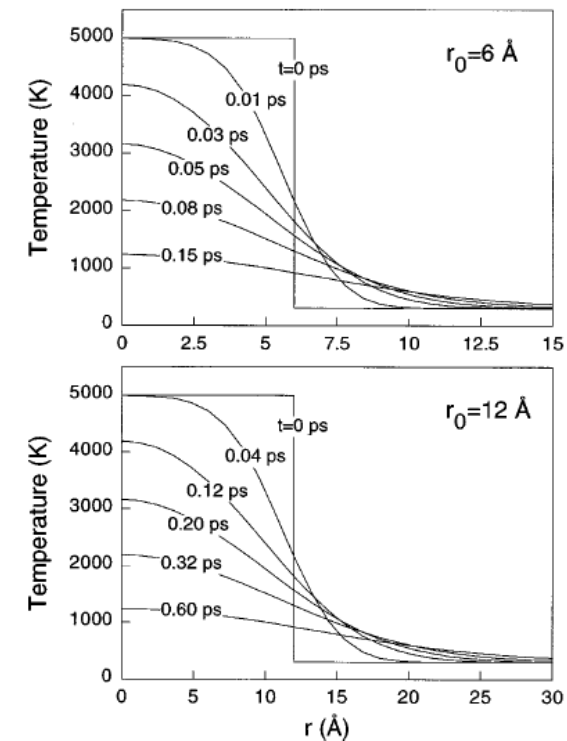 Temperature (K)
5000
4000
3000
2000
1000
0
r0=6 Å
t=0 ps
0.01 ps
0.03 ps
0.05 ps
0.08 ps
0.15 ps
0 2.5 5 7.5 10 12.5 15
Temperature (K)
5000
4000
3000
2000
1000
0
r0=12 Å
t=0 ps
0.04 ps
0.12 ps
0.20 ps
0.32 ps
0.60 ps
0 5 10 15 20 25 30
r (Å)